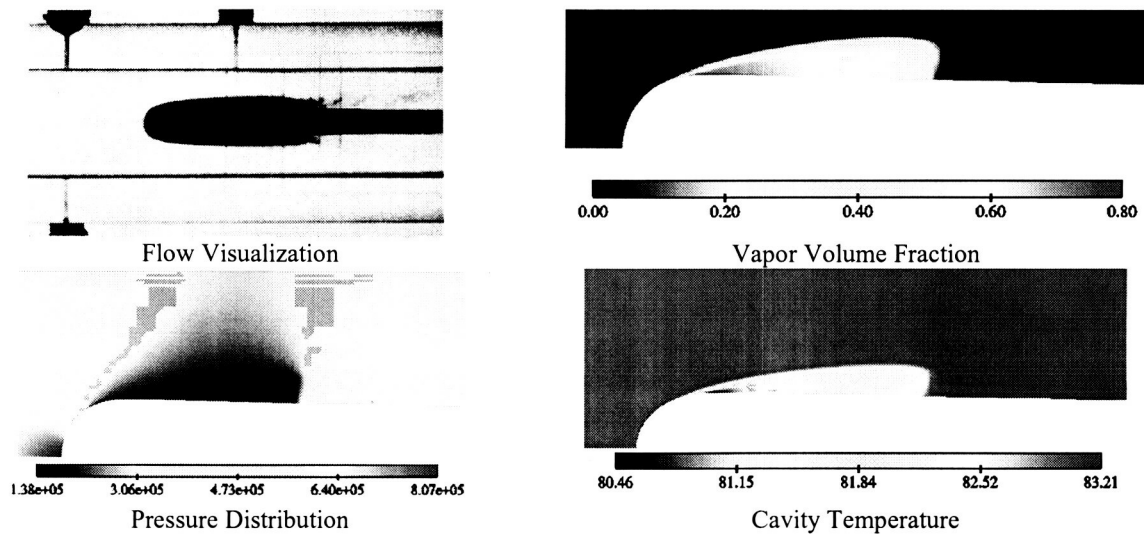 Flow Visualization
0.00 0.20 0.40 0.60 0.80
Vapor Volume Fraction
1.38e+05 3.06e+05 4.73e+05 6.40e+05 8.07e+05
Pressure Distribution
80.46 81.15 81.84 82.52 83.21
Cavity Temperature